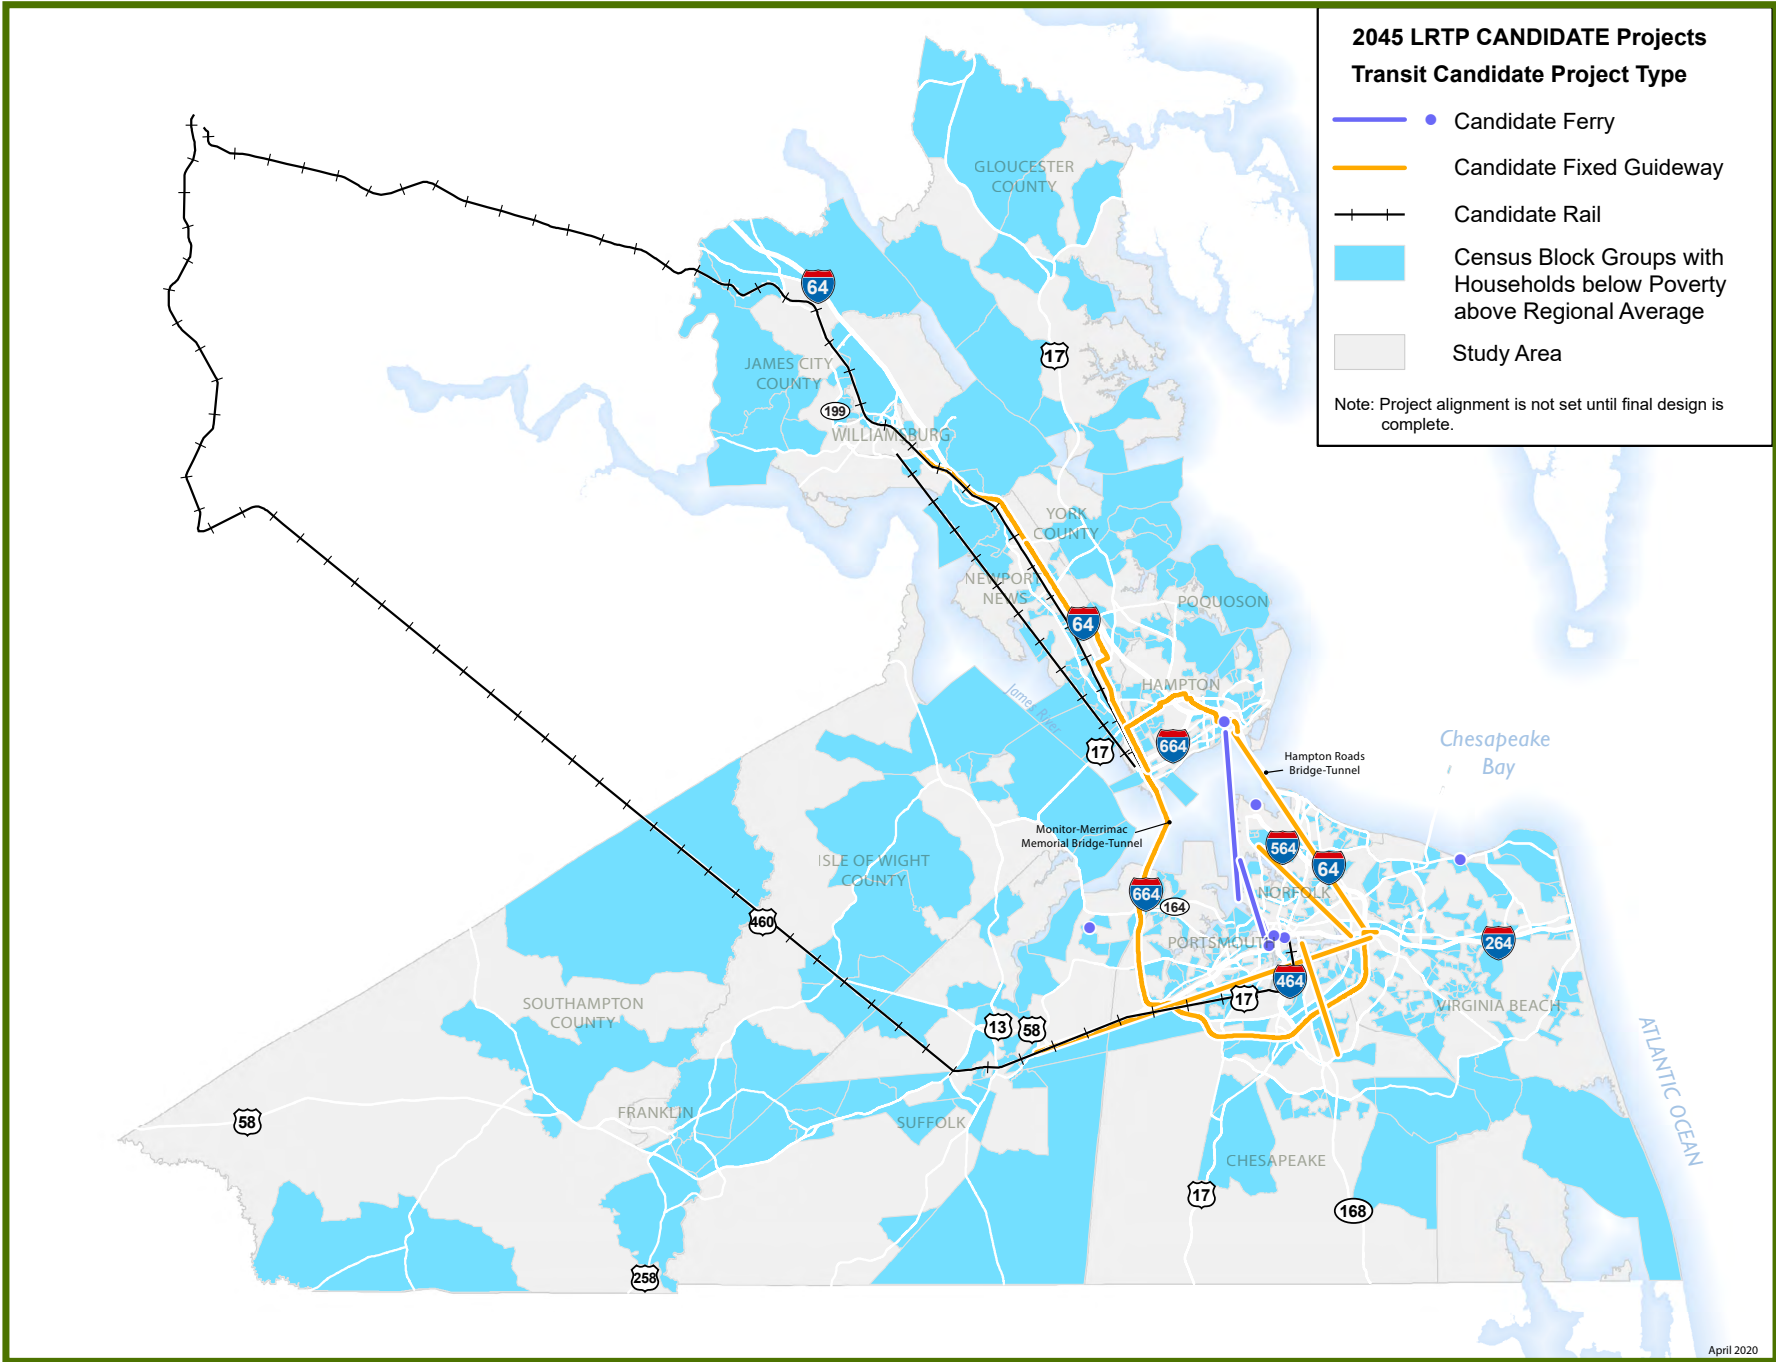 2045 LRTP CANDIDATE Projects
Transit Candidate Project Type
Candidate Ferry
Candidate Fixed Guideway
Candidate Rail
Census Block Groups with
Households below Poverty
above Regional Average
Study Area
Note: Project alignment is not set until final design is
complete.
GLOUCESTER
COUNTY
64
17
JAMES CITY
COUNTY
199
WILLIAMSBURG
YORK
COUNTY
NEWPORT
NEWS
POQUOSON
64
HAMPTON
James River
17
664
Chesapeake
Bay
Hampton Roads
Bridge-Tunnel
Monitor-Merrimac
Memorial Bridge-Tunnel
564
64
ISLE OF WIGHT
COUNTY
664
164
NORFOLK
460
PORTSMOUTH
264
464
17
SOUTHAMPTON
COUNTY
13
58
VIRGINIA BEACH
ATLANTIC OCEAN
58
FRANKLIN
SUFFOLK
CHESAPEAKE
17
168
258
April 2020